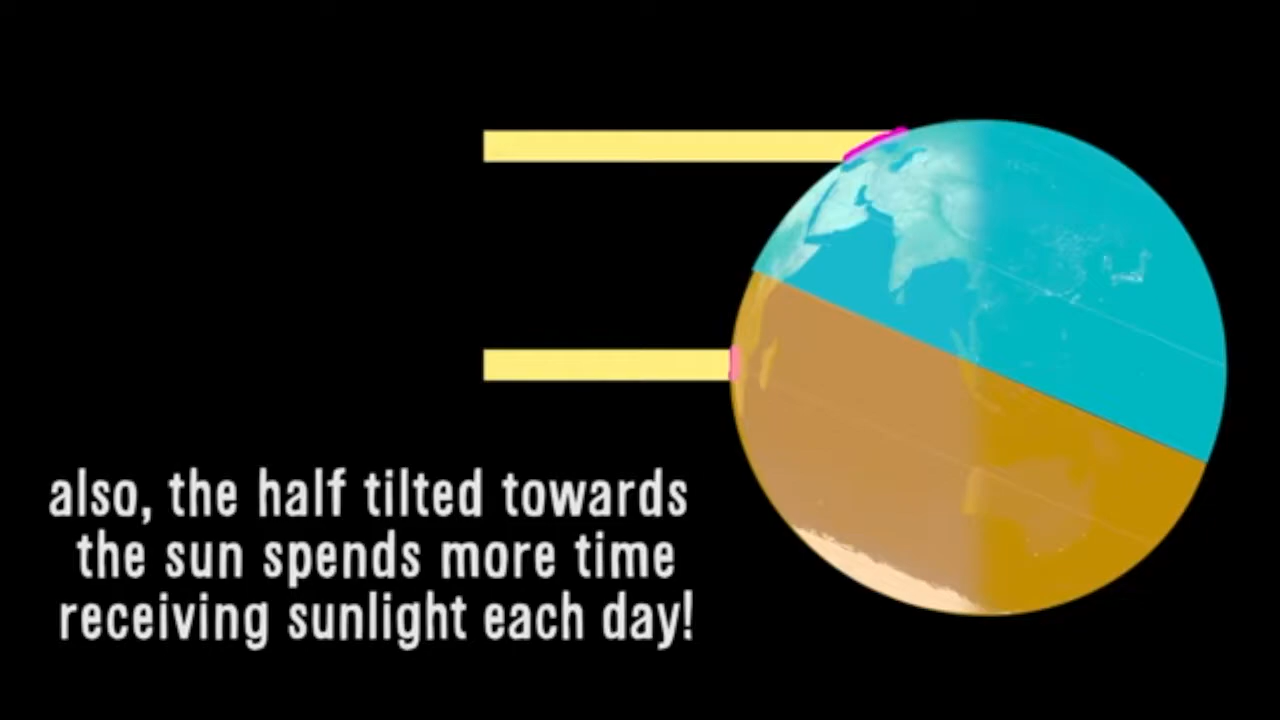 also, the half tilted towards
the sun spends more time
receiving sunlight each day!